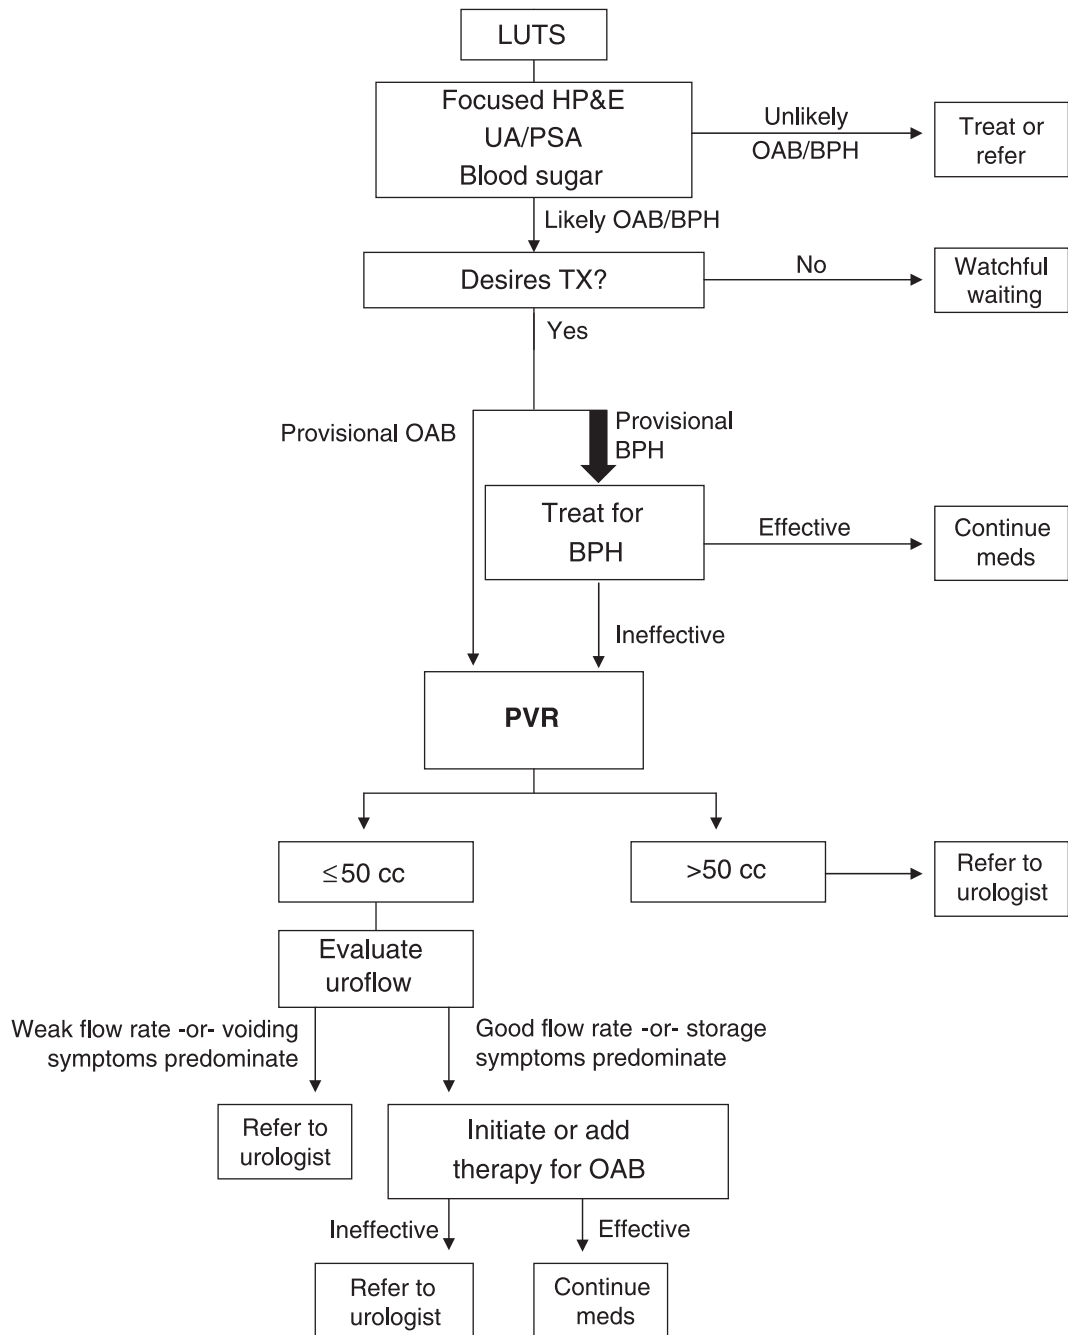 LUTS
Focused HP&E
UA/PSA
Blood sugar
Unlikely
OAB/BPH
Treat or
refer
Likely OAB/BPH
Desires TX?
No
Watchful
waiting
Yes
Provisional OAB
Provisional
BPH
Treat for
BPH
Effective
Continue
meds
Ineffective
PVR
≤50 cc
>50 cc
Refer to
urologist
Evaluate
uroflow
Weak flow rate -or- voiding
symptoms predominate
Good flow rate -or- storage
symptoms predominate
Refer to
urologist
Initiate or add
therapy for OAB
Ineffective
Effective
Refer to
urologist
Continue
meds